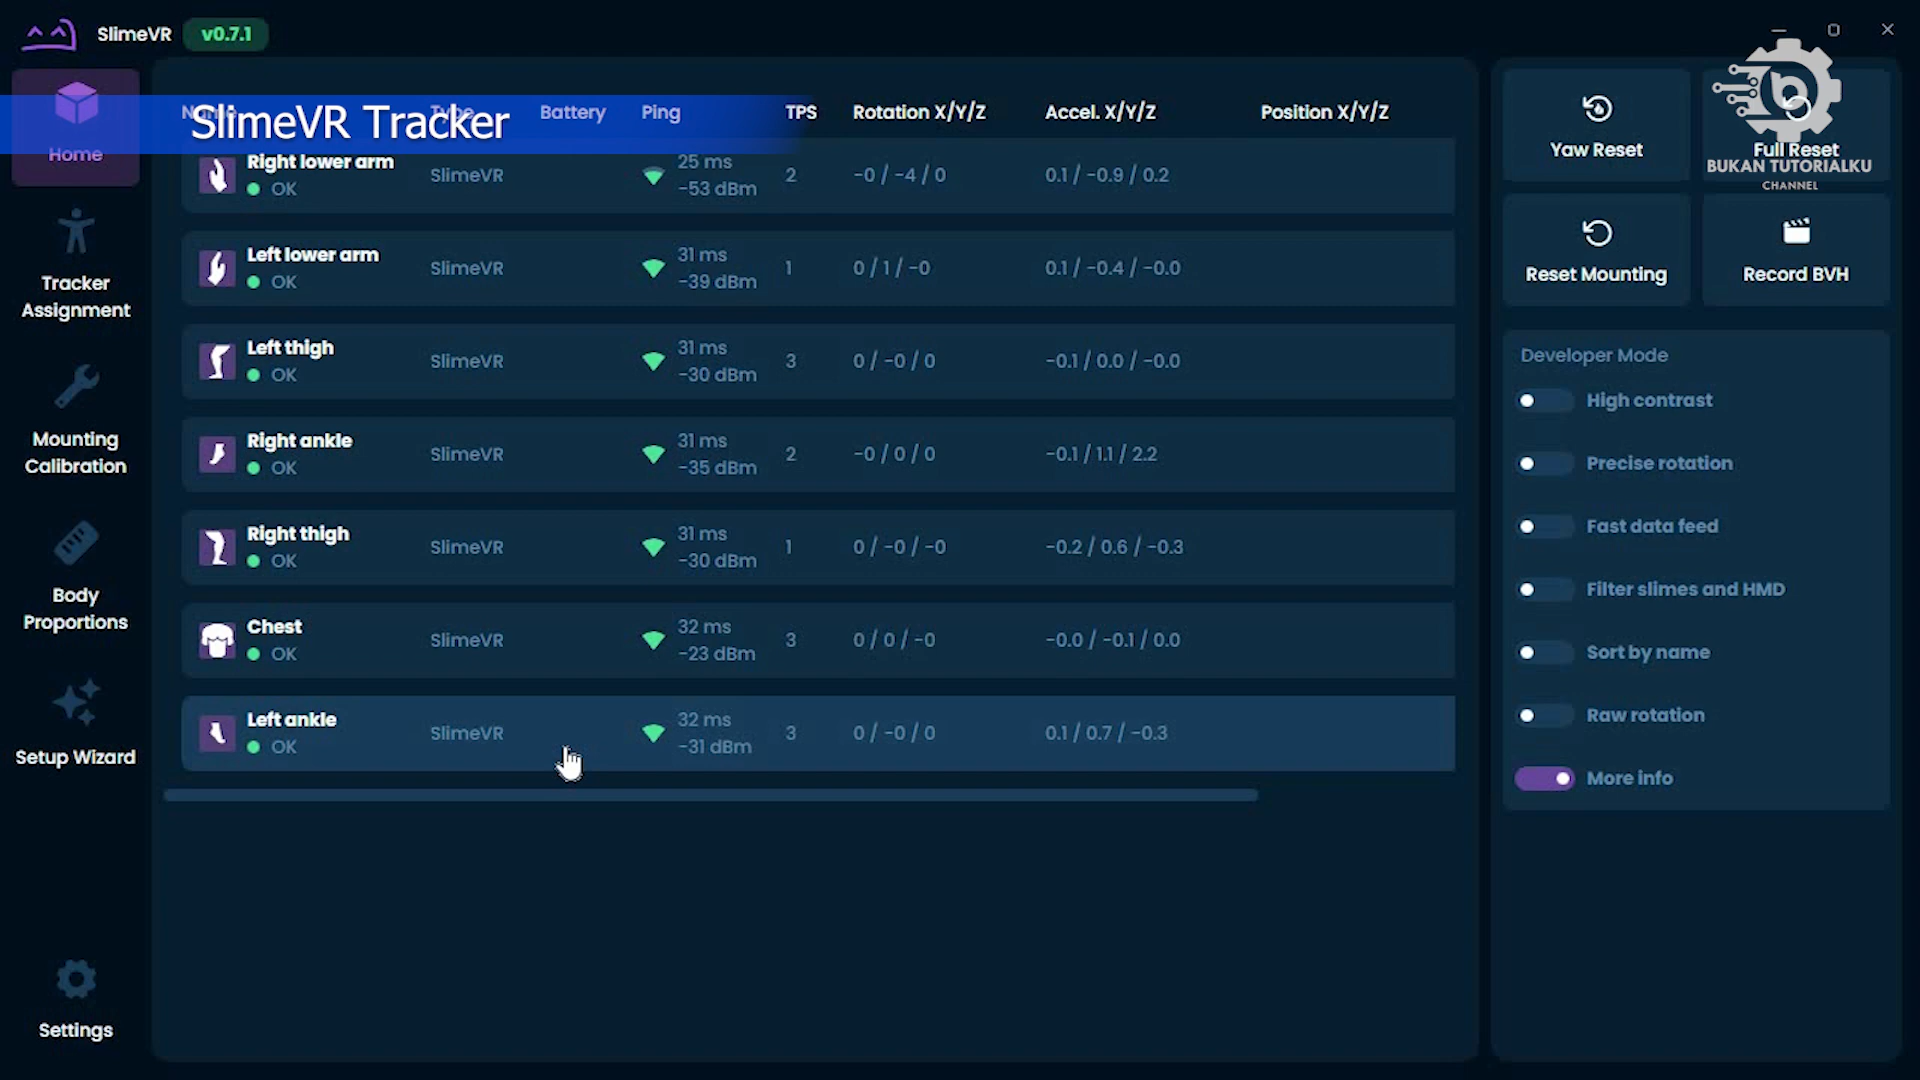 SlimeVR v0.7.1
Name Type Battery Ping TPS Rotation X/Y/Z Accel. X/Y/Z Position X/Y/Z
SlimeVR Tracker
Home
Tracker
Assignment
Mounting
Calibration
Body
Proportions
Setup Wizard
Settings
Right lower arm
OK
SlimeVR
25 ms
-53 dBm
2
-0 / -4 / 0
0.1 / -0.9 / 0.2
Left lower arm
OK
SlimeVR
31 ms
-39 dBm
1
0 / 1 / -0
0.1 / -0.4 / -0.0
Left thigh
OK
SlimeVR
31 ms
-30 dBm
3
0 / -0 / 0
-0.1 / 0.0 / -0.0
Right ankle
OK
SlimeVR
31 ms
-35 dBm
2
-0 / 0 / 0
-0.1 / 1.1 / 2.2
Right thigh
OK
SlimeVR
31 ms
-30 dBm
1
0 / -0 / -0
-0.2 / 0.6 / -0.3
Chest
OK
SlimeVR
32 ms
-23 dBm
3
0 / 0 / -0
-0.0 / -0.1 / 0.0
Left ankle
OK
SlimeVR
32 ms
-31 dBm
3
0 / -0 / 0
0.1 / 0.7 / -0.3
Yaw Reset
Full Reset
b
BUKAN TUTORIALKU
CHANNEL
Reset Mounting
Record BVH
Developer Mode
High contrast
Precise rotation
Fast data feed
Filter slimes and HMD
Sort by name
Raw rotation
More info